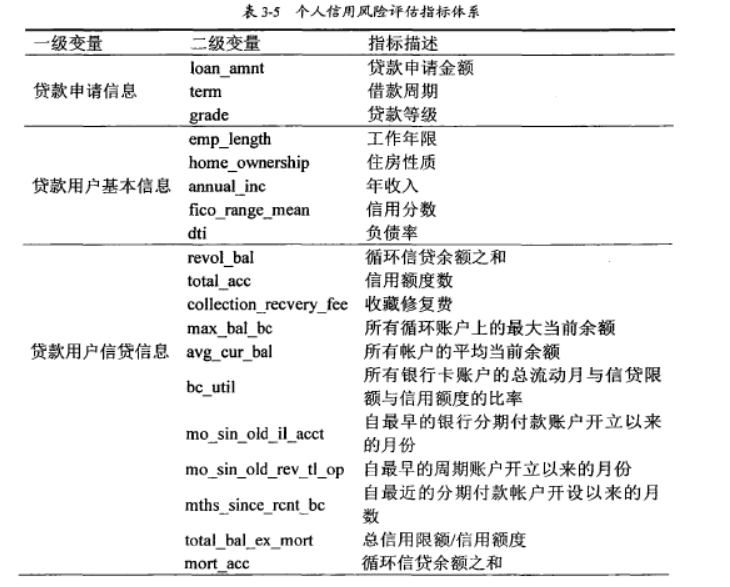 表 3-5 个人信用风险评估指标体系
一级变量 二级变量 指标描述
loan_amnt 贷款申请金额
贷款申请信息 term 借款周期
grade 贷款等级
emp_length 工作年限
home_ownership 住房性质
贷款用户基本信息 annual_inc 年收入
fico_range_mean 信用分数
dti 负债率
revol_bal 循环信贷余额之和
total_acc 信用额度数
collection_recvery_fee 收藏修复费
max_bal_bc 所有循环账户上的最大当前余额
贷款用户信贷信息 avg_cur_bal 所有帐户的平均当前余额
bc_util 所有银行卡账户的总流动月与信贷限
额与信用额度的比率
mo_sin_old_il_acct 自最早的银行分期付款账户开立以来
的月份
mo_sin_old_rev_tl_op 自最早的周期账户开立以来的月份
mths_since_rcnt_bc 自最近的分期付款帐户开设以来的月
数
total_bal_ex_mort 总信用限额/信用额度
mort_acc 循环信贷余额之和